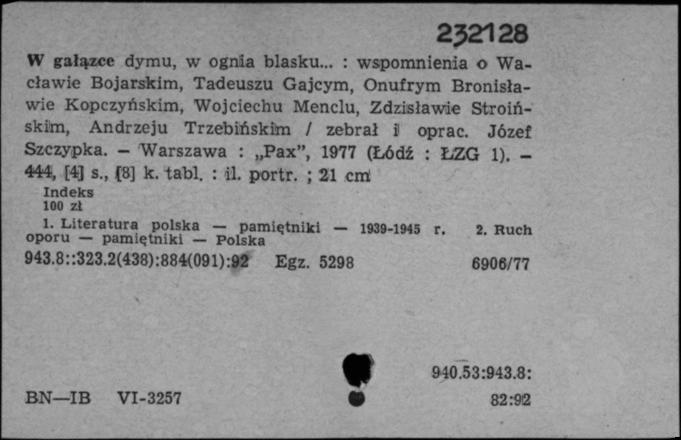 232128
W gałązce dymu, w ognia blasku... : wspomnienia o Wa-
cławie Bojarskim, Tadeuszu Gajcym, Onufrym Bronisła-
wie Kopczyńskim, Wojciechu Menclu, Zdzisławie Stroiń-
skim, Andrzeju Trzebińskim / zebrał i oprac. Józef
Szczypka. — Warszawa : „Pax”, 1977 (Łódź : ŁZG 1). —
444, [4] s., [8] k. tabl. : il. portr. ; 21 cm
Indeks
100 zł
1. Literatura polska — pamiętniki — 1939-1945 r. 2. Ruch
oporu — pamiętniki — Polska
943.8::323.2(438):884(091):92 Egz. 5298 6906/77
940.53:943.8:
BN—IB VI-3257 82:92